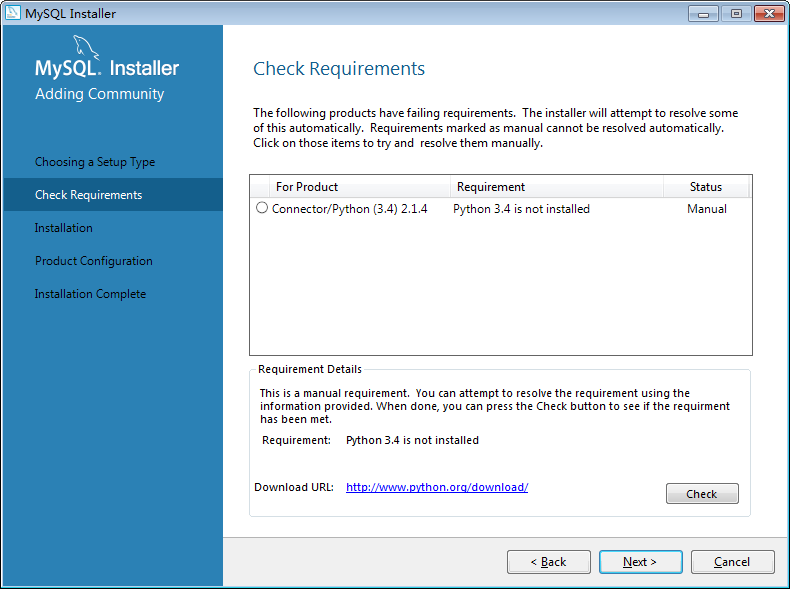 MySQL Installer
MySQL. Installer
Adding Community
Choosing a Setup Type
Check Requirements
Installation
Product Configuration
Installation Complete
Check Requirements
The following products have failing requirements.  The installer will attempt to resolve some
of this automatically.  Requirements marked as manual cannot be resolved automatically.
Click on those items to try and  resolve them manually.
For Product Requirement Status
Connector/Python (3.4) 2.1.4 Python 3.4 is not installed Manual
Requirement Details
This is a manual requirement.  You can attempt to resolve the requirement using the
information provided. When done, you can press the Check button to see if the requirment
has been met.
Requirement: Python 3.4 is not installed
Download URL: http://www.python.org/download/
Check
< Back Next > Cancel